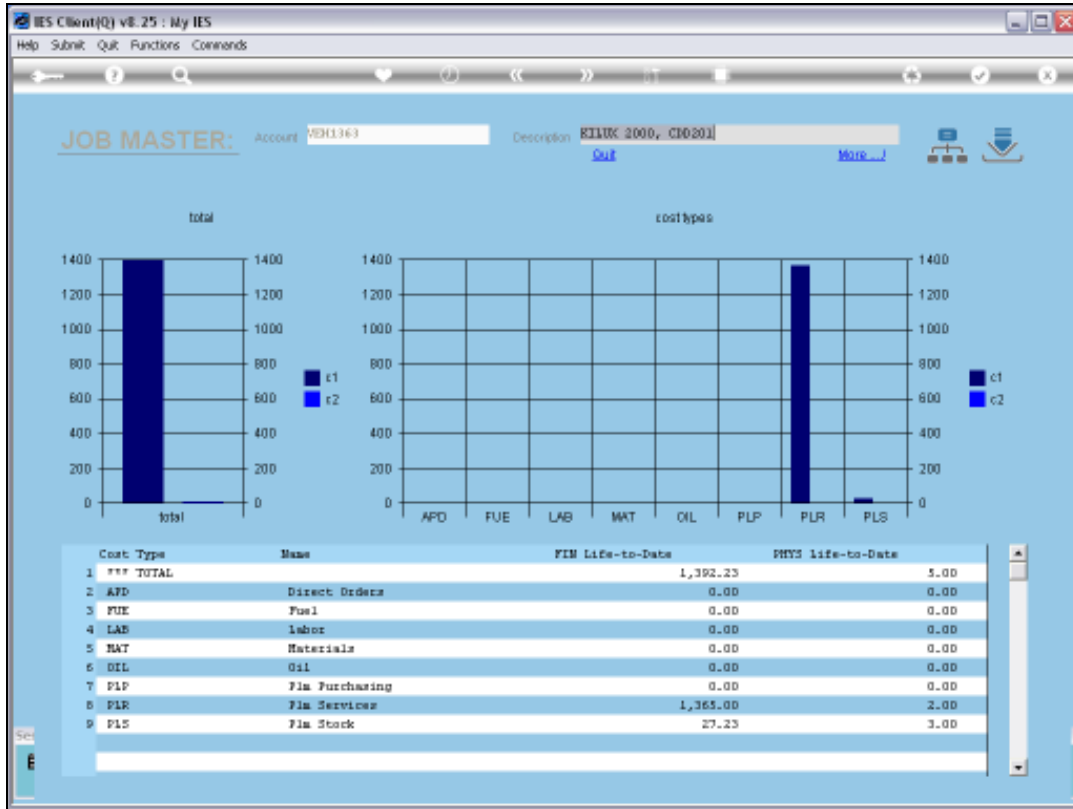 IES Client(Q) v8.25 : My IES
Help Submit Quit Functions Commands
JOB MASTER: Account VEH1363 Description KILUX 2000, CDD201
Quit More ...!
total cost types
1400 1400 1400 1400
1200 1200 1200 1200
1000 1000 1000 1000
800 800 800 800
c1 c1
600 600 c2 600 600 c2
400 400 400 400
200 200 200 200
0 0 0 0
total APD FUE LAB MAT OIL PLP PLR PLS
Cost Type Name FIN Life-to-Date PHYS life-to-Date
1 *** TOTAL 1,392.23 5.00
2 APD Direct Orders 0.00 0.00
3 FUE Fuel 0.00 0.00
4 LAB labor 0.00 0.00
5 MAT Materials 0.00 0.00
6 OIL Oil 0.00 0.00
7 PLP Plm Purchasing 0.00 0.00
8 PLR Plm Services 1,365.00 2.00
9 PLS Plm Stock 27.23 3.00